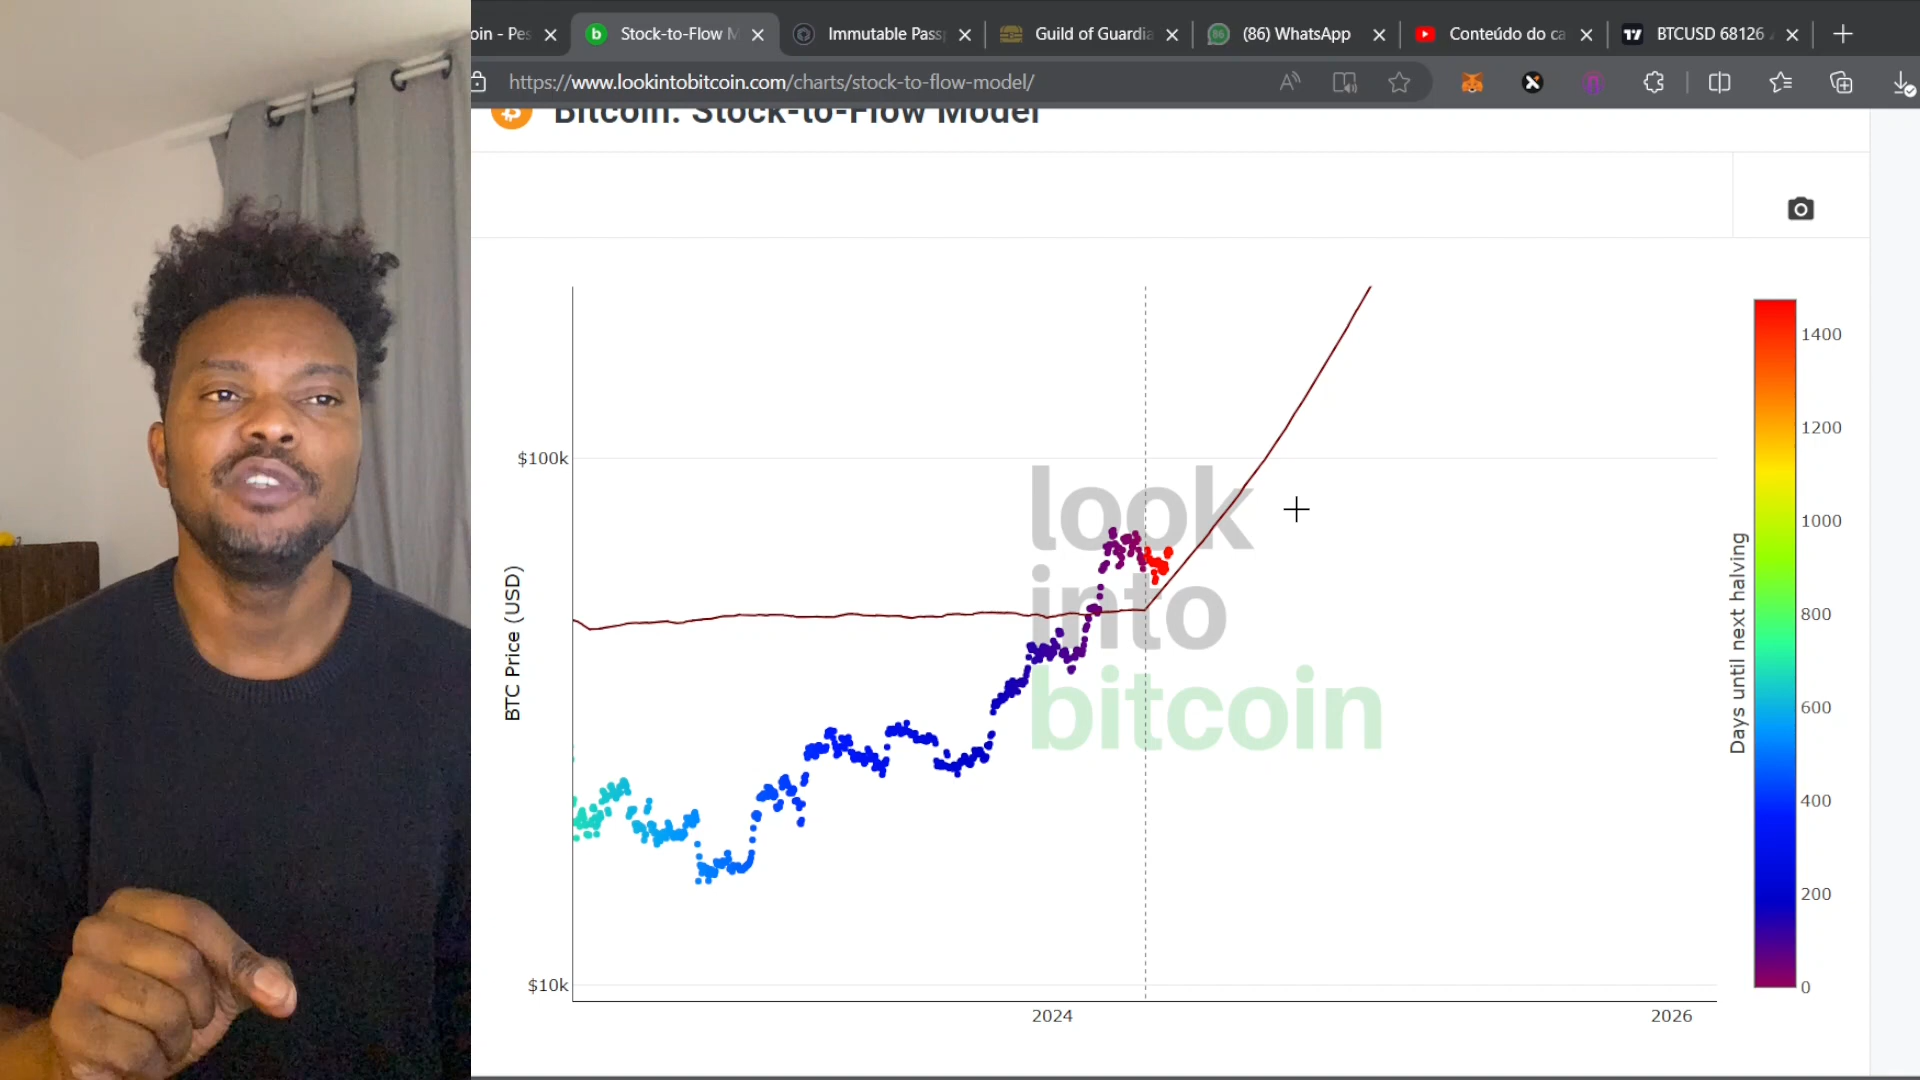 oin - Pes
Stock-to-Flow M
Immutable Passp
Guild of Guardia
(86) WhatsApp
Conteúdo do ca
BTCUSD 68126
https://www.lookintobitcoin.com/charts/stock-to-flow-model/
Bitcoin: Stock-to-Flow Model
$100k
$10k
BTC Price (USD)
look
into
bitcoin
2024
2026
Days until next halving
1400
1200
1000
800
600
400
200
0